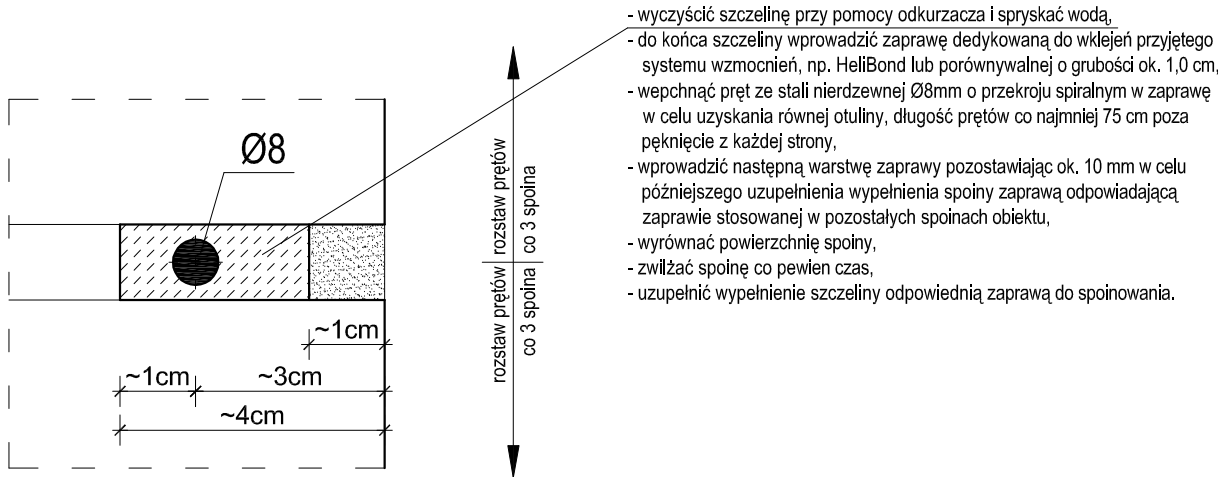 - wyczyścić szczelinę przy pomocy odkurzacza i spryskać wodą,
- do końca szczeliny wprowadzić zaprawę dedykowaną do wklejeń przyjętego
systemu wzmocnień, np. HeliBond lub porównywalnej o grubości ok. 1,0 cm,
- wepchnąć pręt ze stali nierdzewnej Ø8mm o przekroju spiralnym w zaprawę
w celu uzyskania równej otuliny, długość prętów co najmniej 75 cm poza
pęknięcie z każdej strony,
- wprowadzić następną warstwę zaprawy pozostawiając ok. 10 mm w celu
późniejszego uzupełnienia wypełnienia spoiny zaprawą odpowiadającą
zaprawie stosowanej w pozostałych spoinach obiektu,
- wyrównać powierzchnię spoiny,
- zwilżać spoinę co pewien czas,
- uzupełnić wypełnienie szczeliny odpowiednią zaprawą do spoinowania.
Ø8
rozstaw prętów
co 3 spoina
rozstaw prętów
co 3 spoina
~1cm
~1cm
~3cm
~4cm